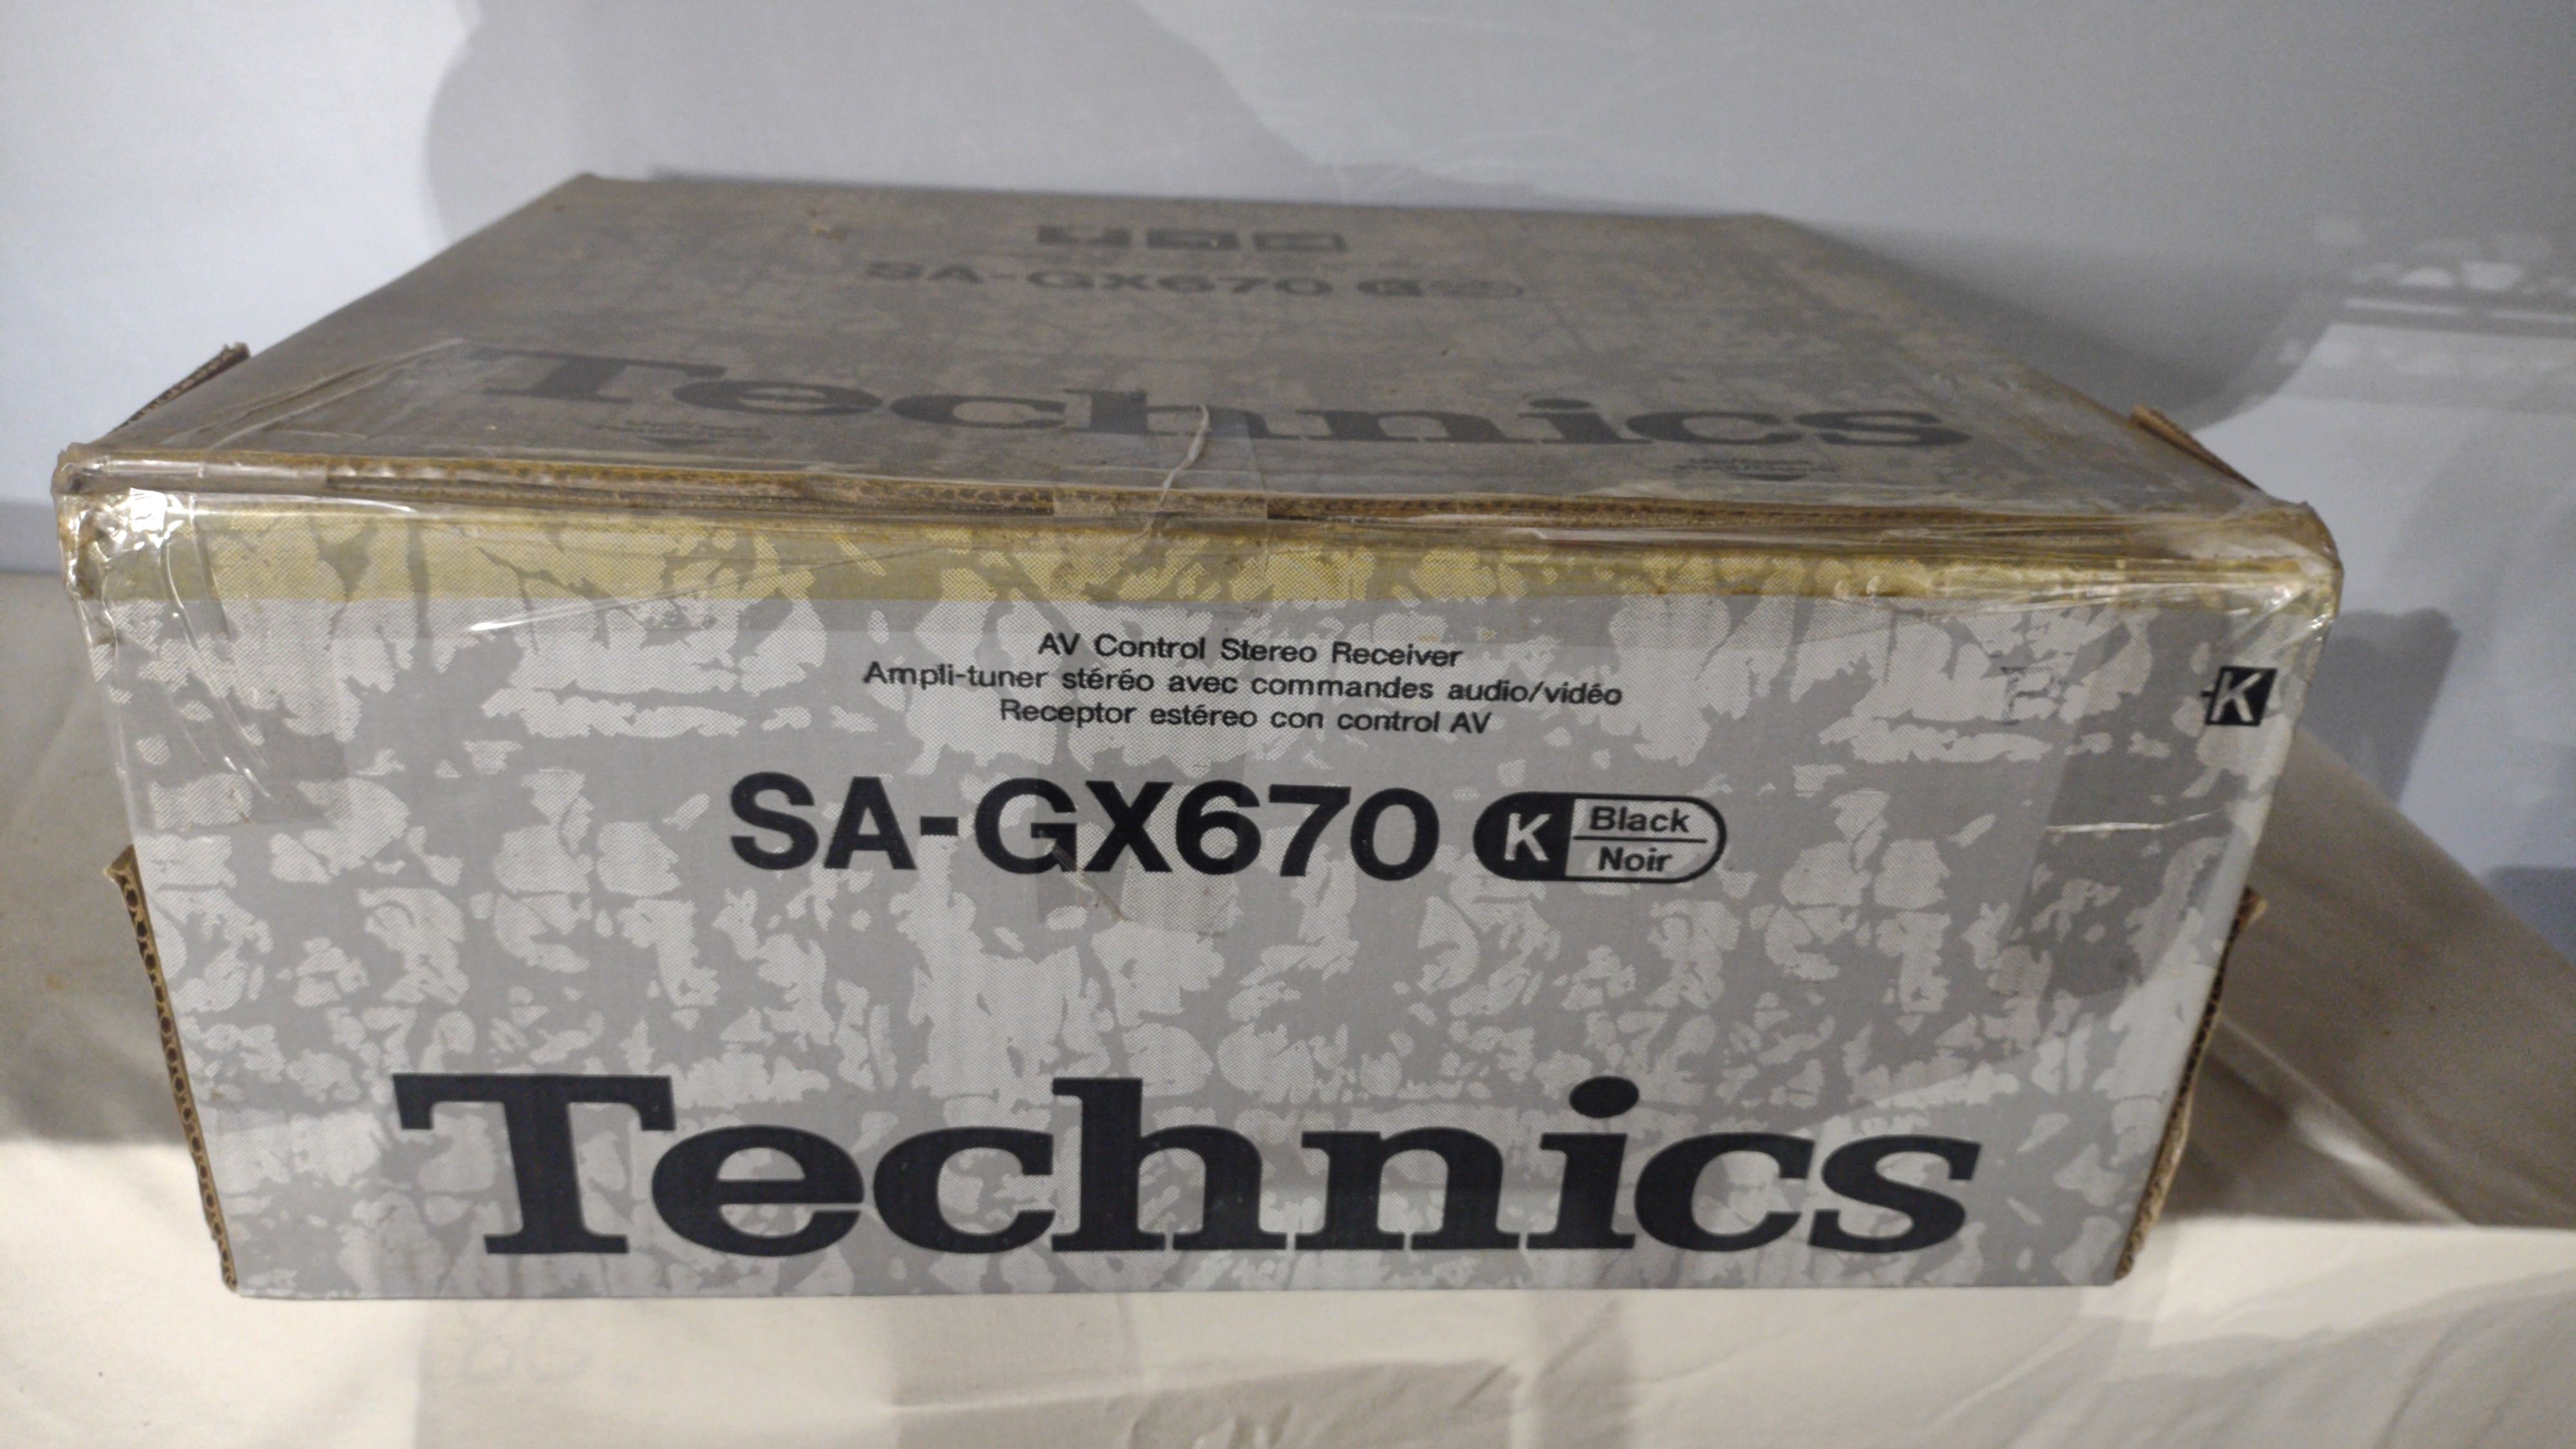 SA-GX670
Technics
AV Control Stereo Receiver
Ampli-tuner stéréo avec commandes audio/vidéo
Receptor estéreo con control AV
K
SA-GX670 K Black
Noir
Technics